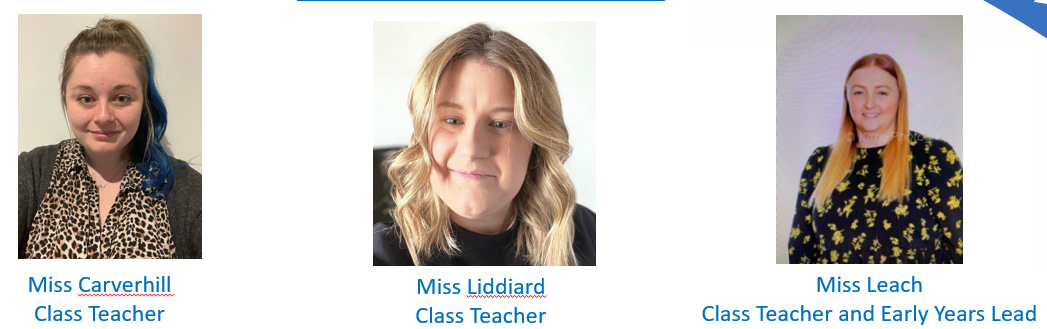 Miss Carverhill
Class Teacher
Miss Liddiard
Class Teacher
Miss Leach
Class Teacher and Early Years Lead